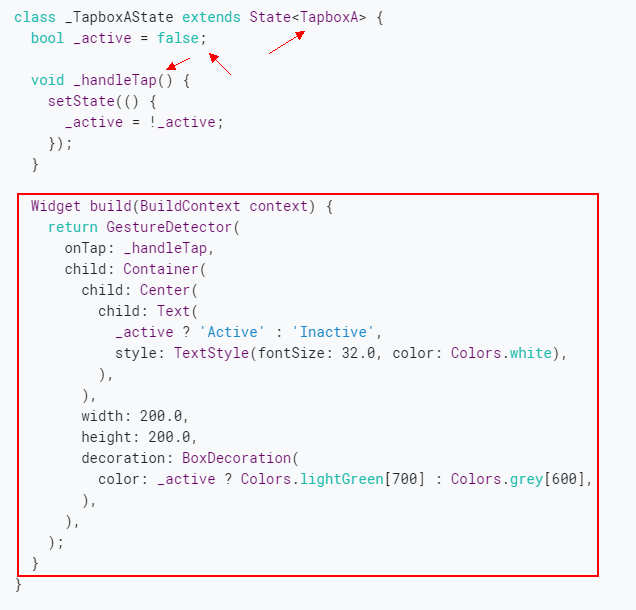 class _TapboxAState extends State<TapboxA> {
  bool _active = false;

  void _handleTap() {
    setState(() {
      _active = !_active;
    });
  }

  Widget build(BuildContext context) {
    return GestureDetector(
      onTap: _handleTap,
      child: Container(
        child: Center(
          child: Text(
            _active ? 'Active' : 'Inactive',
            style: TextStyle(fontSize: 32.0, color: Colors.white),
          ),
        ),
        width: 200.0,
        height: 200.0,
        decoration: BoxDecoration(
          color: _active ? Colors.lightGreen[700] : Colors.grey[600],
        ),
      ),
    );
  }
}